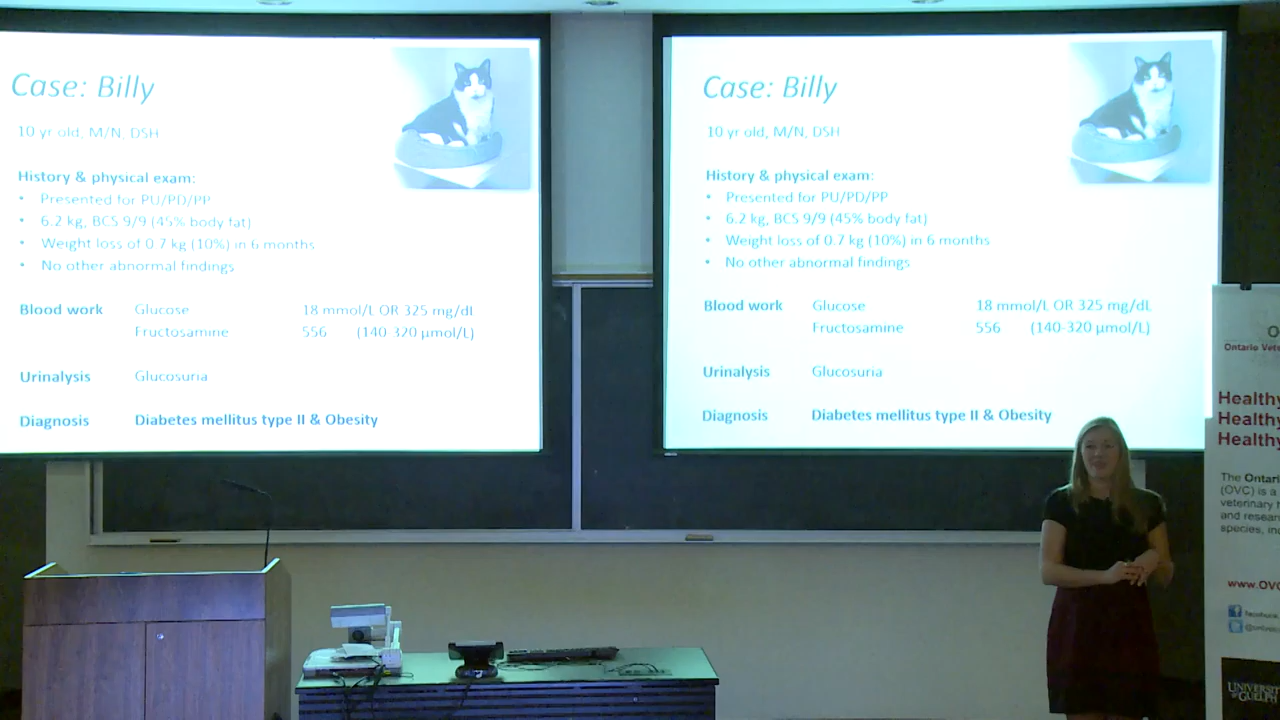 Case: Billy
10 yr old, M/N, DSH
History & physical exam:
• Presented for PU/PD/PP
• 6.2 kg, BCS 9/9 (45% body fat)
• Weight loss of 0.7 kg (10%) in 6 months
• No other abnormal findings
Blood work Glucose 18 mmol/L OR 325 mg/dL
Fructosamine 556 (140-320 µmol/L)
Urinalysis Glucosuria
Diagnosis Diabetes mellitus type II & Obesity
Case: Billy
10 yr old, M/N, DSH
History & physical exam:
• Presented for PU/PD/PP
• 6.2 kg, BCS 9/9 (45% body fat)
• Weight loss of 0.7 kg (10%) in 6 months
• No other abnormal findings
Blood work Glucose 18 mmol/L OR 325 mg/dL
Fructosamine 556 (140-320 µmol/L)
Urinalysis Glucosuria
Diagnosis Diabetes mellitus type II & Obesity
O
Ontario Vete
Healthy
Healthy
Healthy
The Ontari
(OVC) is a
veterinary
and resear
species, in
www.OVC
UNIVERSI
OF GUELPH